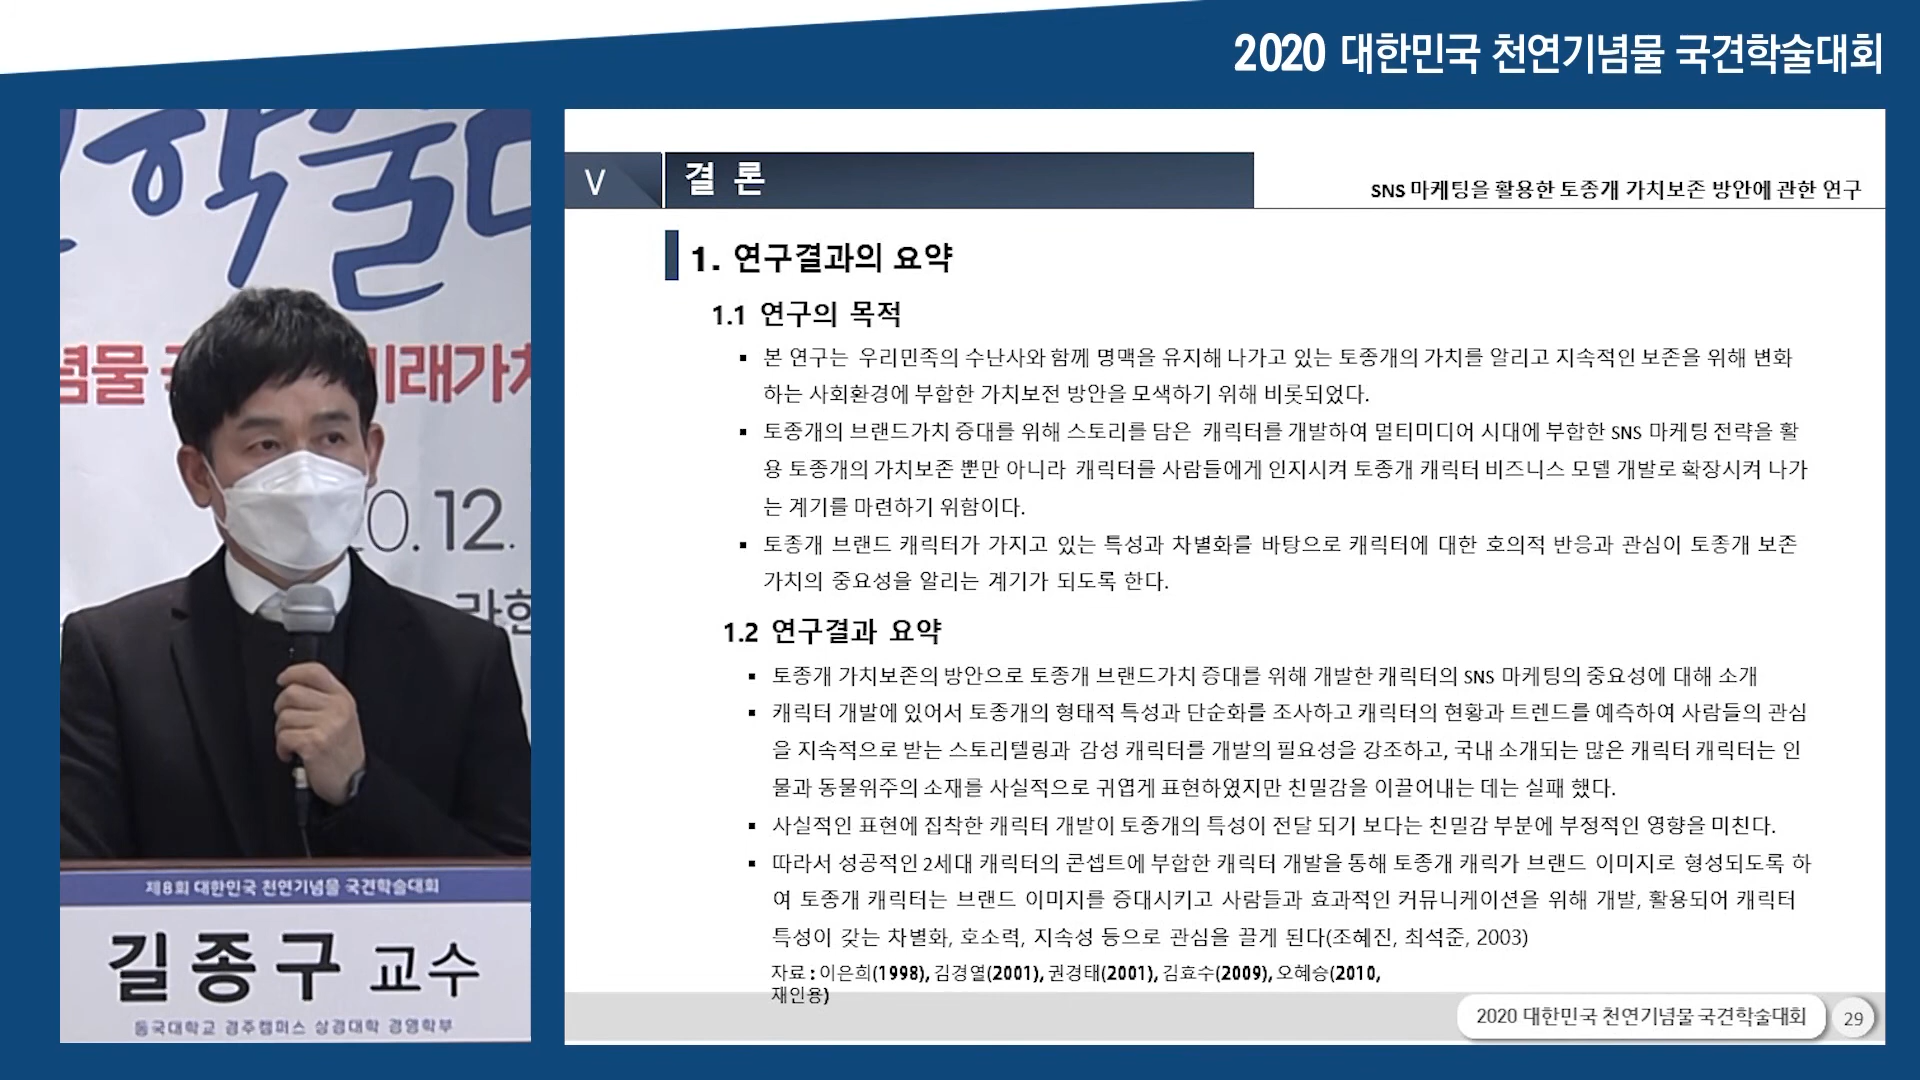 2020 대한민국 천연기념물 국견학술대회
학술대
념물
미래가치
0. 12.
제8회 대한민국 천연기념물 국견학술대회
길종구 교수
동국대학교 경주캠퍼스 상경대학 경영학부
V
결 론
SNS 마케팅을 활용한 토종개 가치보존 방안에 관한 연구
1. 연구결과의 요약
1.1 연구의 목적
▪ 본 연구는 우리민족의 수난사와 함께 명맥을 유지해 나가고 있는 토종개의 가치를 알리고 지속적인 보존을 위해 변화
하는 사회환경에 부합한 가치보전 방안을 모색하기 위해 비롯되었다.
▪ 토종개의 브랜드가치 증대를 위해 스토리를 담은 캐릭터를 개발하여 멀티미디어 시대에 부합한 SNS 마케팅 전략을 활
용 토종개의 가치보존 뿐만 아니라 캐릭터를 사람들에게 인지시켜 토종개 캐릭터 비즈니스 모델 개발로 확장시켜 나가
는 계기를 마련하기 위함이다.
▪ 토종개 브랜드 캐릭터가 가지고 있는 특성과 차별화를 바탕으로 캐릭터에 대한 호의적 반응과 관심이 토종개 보존
가치의 중요성을 알리는 계기가 되도록 한다.
1.2 연구결과 요약
▪ 토종개 가치보존의 방안으로 토종개 브랜드가치 증대를 위해 개발한 캐릭터의 SNS 마케팅의 중요성에 대해 소개
▪ 캐릭터 개발에 있어서 토종개의 형태적 특성과 단순화를 조사하고 캐릭터의 현황과 트렌드를 예측하여 사람들의 관심
을 지속적으로 받는 스토리텔링과 감성 캐릭터를 개발의 필요성을 강조하고, 국내 소개되는 많은 캐릭터 캐릭터는 인
물과 동물위주의 소재를 사실적으로 귀엽게 표현하였지만 친밀감을 이끌어내는 데는 실패 했다.
▪ 사실적인 표현에 집착한 캐릭터 개발이 토종개의 특성이 전달 되기 보다는 친밀감 부분에 부정적인 영향을 미친다.
▪ 따라서 성공적인 2세대 캐릭터의 콘셉트에 부합한 캐릭터 개발을 통해 토종개 캐릭가 브랜드 이미지로 형성되도록 하
여 토종개 캐릭터는 브랜드 이미지를 증대시키고 사람들과 효과적인 커뮤니케이션을 위해 개발, 활용되어 캐릭터
특성이 갖는 차별화, 호소력, 지속성 등으로 관심을 끌게 된다(조혜진, 최석준, 2003)
자료 : 이은희(1998), 김경열(2001), 권경태(2001), 김효수(2009), 오혜승(2010,
재인용)
2020 대한민국 천연기념물 국견학술대회
29